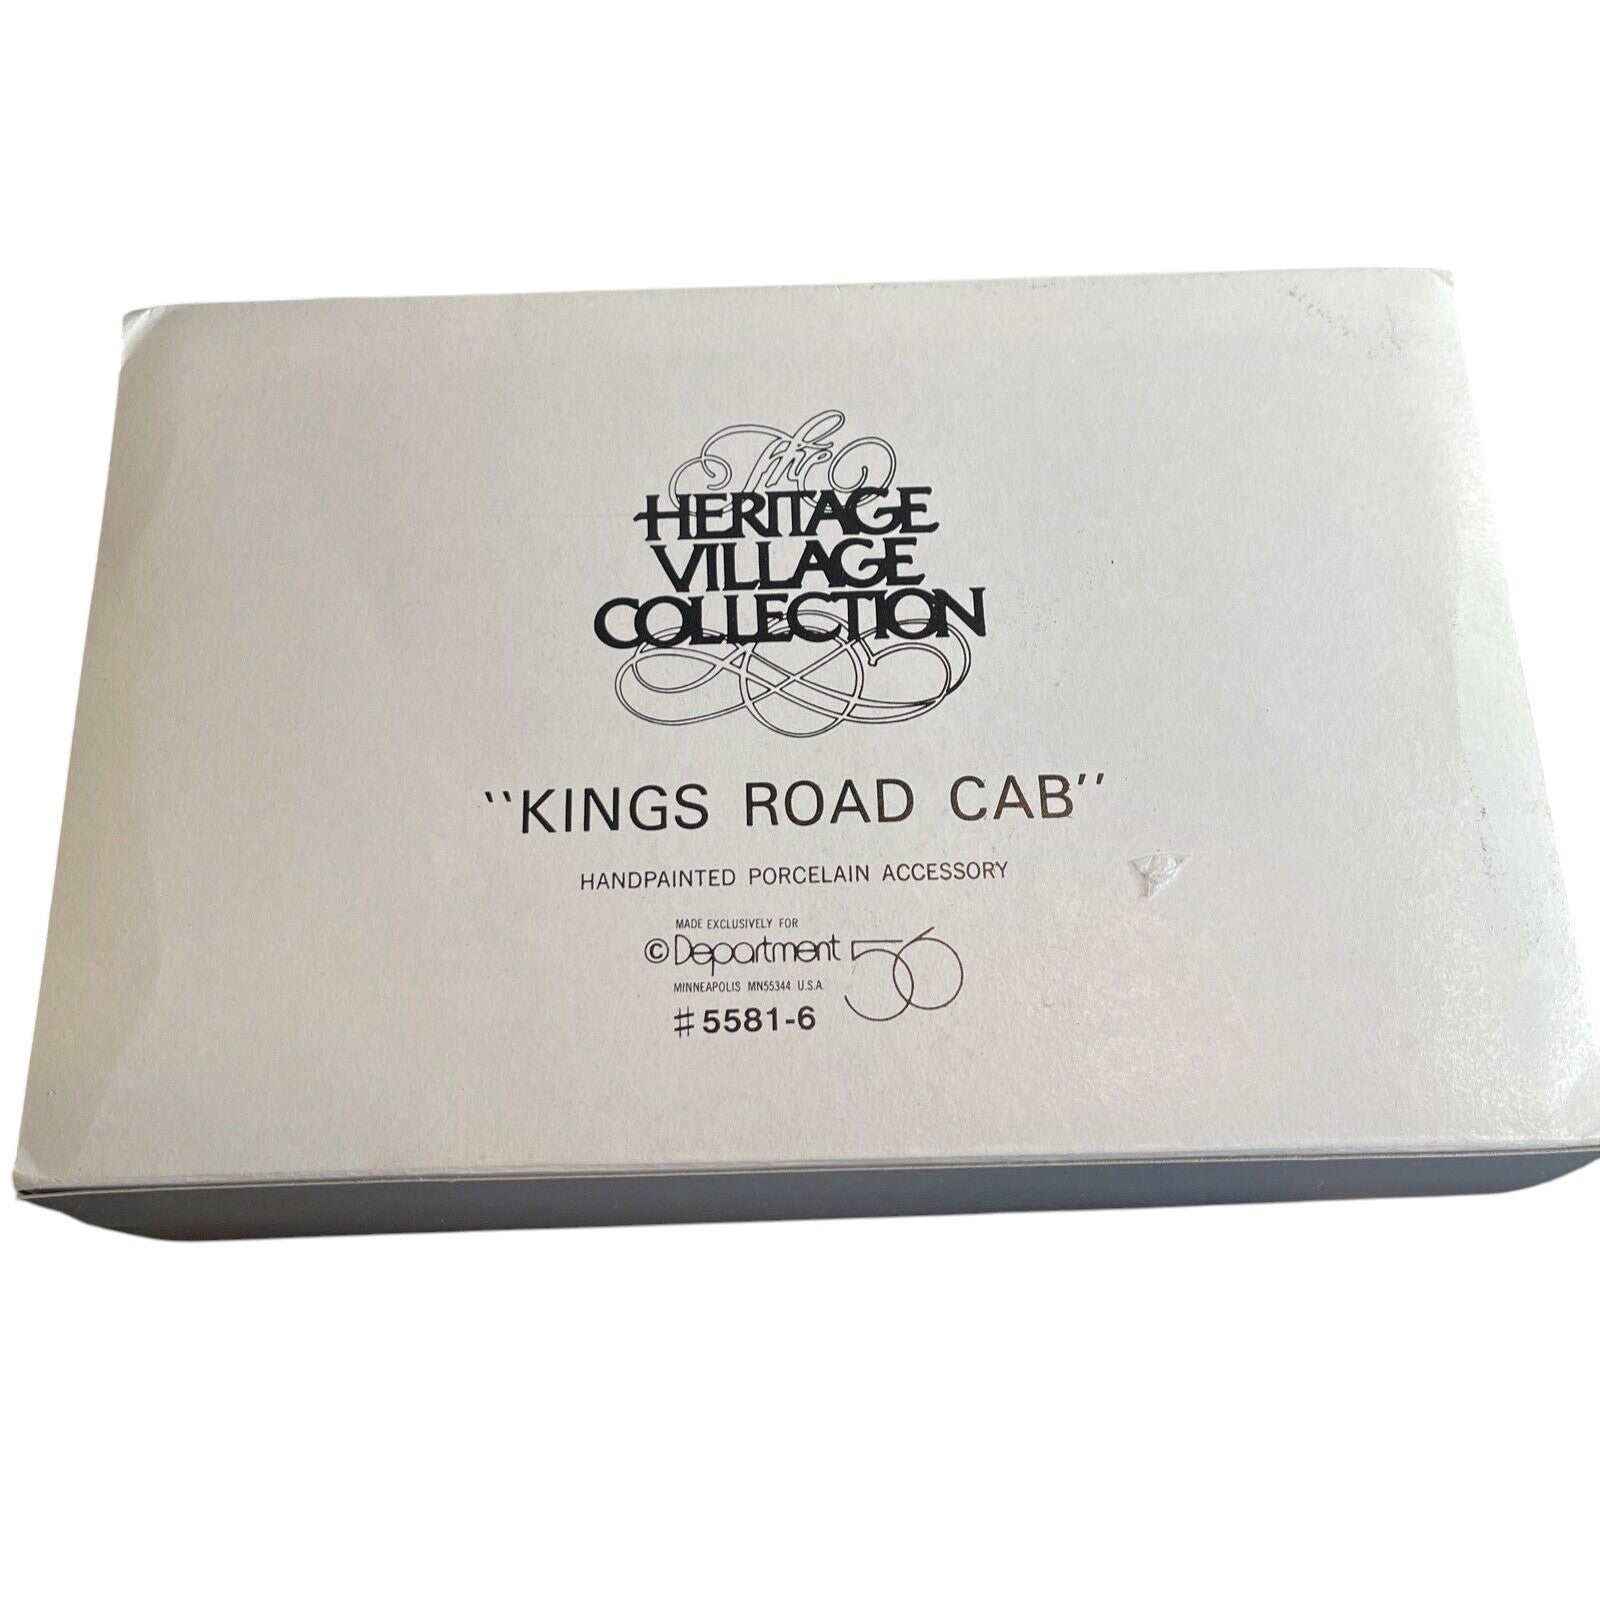 The
HERITAGE
VILLAGE
COLLECTION
"KINGS ROAD CAB"
HANDPAINTED PORCELAIN ACCESSORY
MADE EXCLUSIVELY FOR
© Department 56
MINNEAPOLIS MN55344 U.S.A.
#5581-6